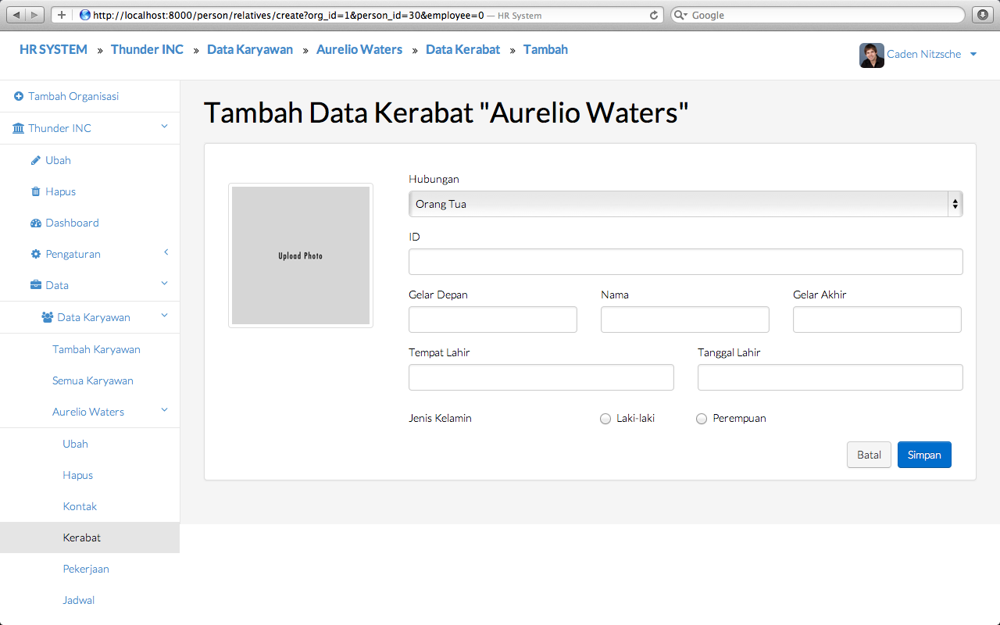 http://localhost:8000/person/relatives/create?org_id=1&person_id=30&employee=0 — HR System
Google
HR SYSTEM » Thunder INC » Data Karyawan » Aurelio Waters » Data Kerabat » Tambah
Caden Nitzsche
Tambah Organisasi
Thunder INC
Ubah
Hapus
Dashboard
Pengaturan
Data
Data Karyawan
Tambah Karyawan
Semua Karyawan
Aurelio Waters
Ubah
Hapus
Kontak
Kerabat
Pekerjaan
Jadwal
Tambah Data Kerabat "Aurelio Waters"
Upload Photo
Hubungan
Orang Tua
ID
Gelar Depan Nama Gelar Akhir
Tempat Lahir Tanggal Lahir
Jenis Kelamin Laki-laki Perempuan
Batal Simpan